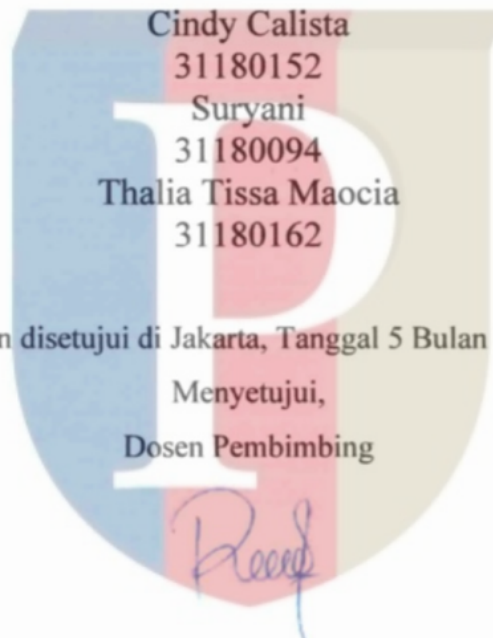 Cindy Calista
31180152
Suryani
31180094
Thalia Tissa Maocia
31180162
n disetujui di Jakarta, Tanggal 5 Bulan
Menyetujui,
Dosen Pembimbing